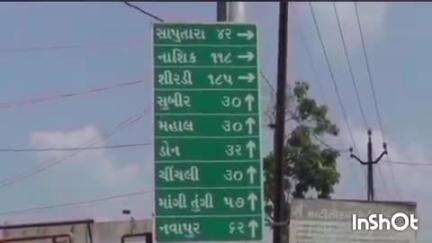 સાપુતારા ૪૨ →
નાશિક ૧૧૮ →
શીરડી ૧૮૫ →
સુબીર ૩૦ ↑
મહાલ ૩૦ ↑
ડોન ૩૨ ↑
ચીંચલી ૩૦ ↑
માંગી તુંગી ૫૭ ↑
નવાપુર ૬૨ ↑
InShOt